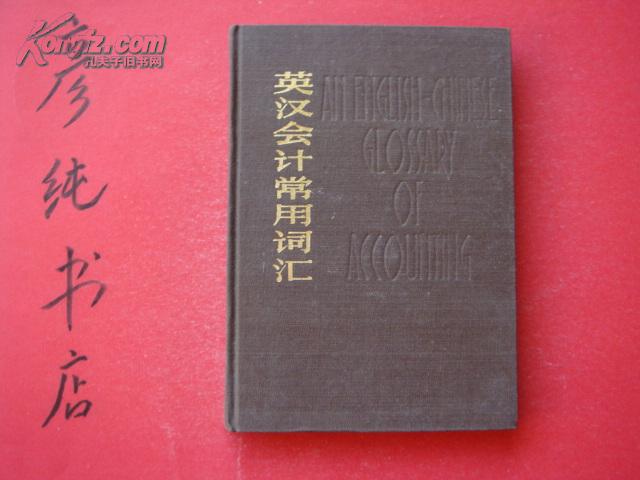 Kongfz.com
孔夫子旧书网
彦纯书店
英汉会计常用词汇
AN ENGLISH-CHINESE
GLOSSARY
OF
ACCOUNTING